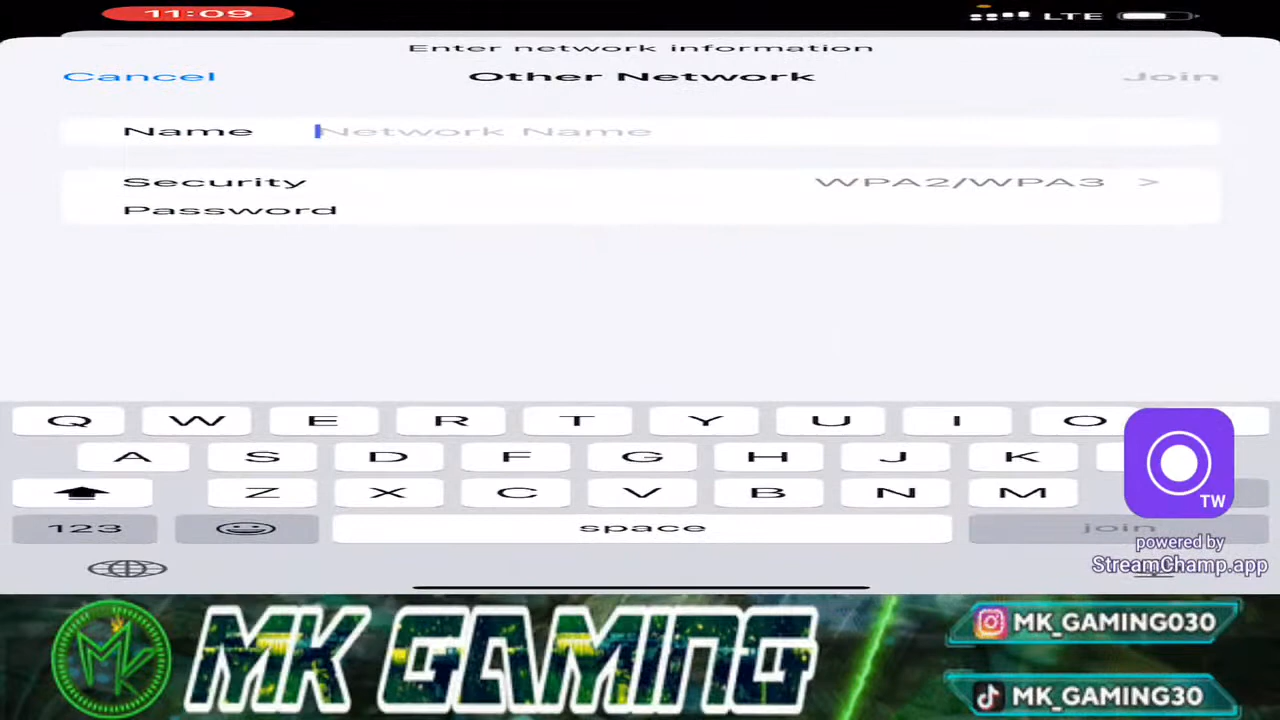 11:09 LTE
Enter network information
Cancel Other Network Join
Name Network Name
Security WPA2/WPA3 >
Password
Q W E R T Y U I O
A S D F G H J K
Z X C V B N M
123 space join
TW
powered by
StreamChamp.app
MK GAMING
MK_GAMING030
MK_GAMING30